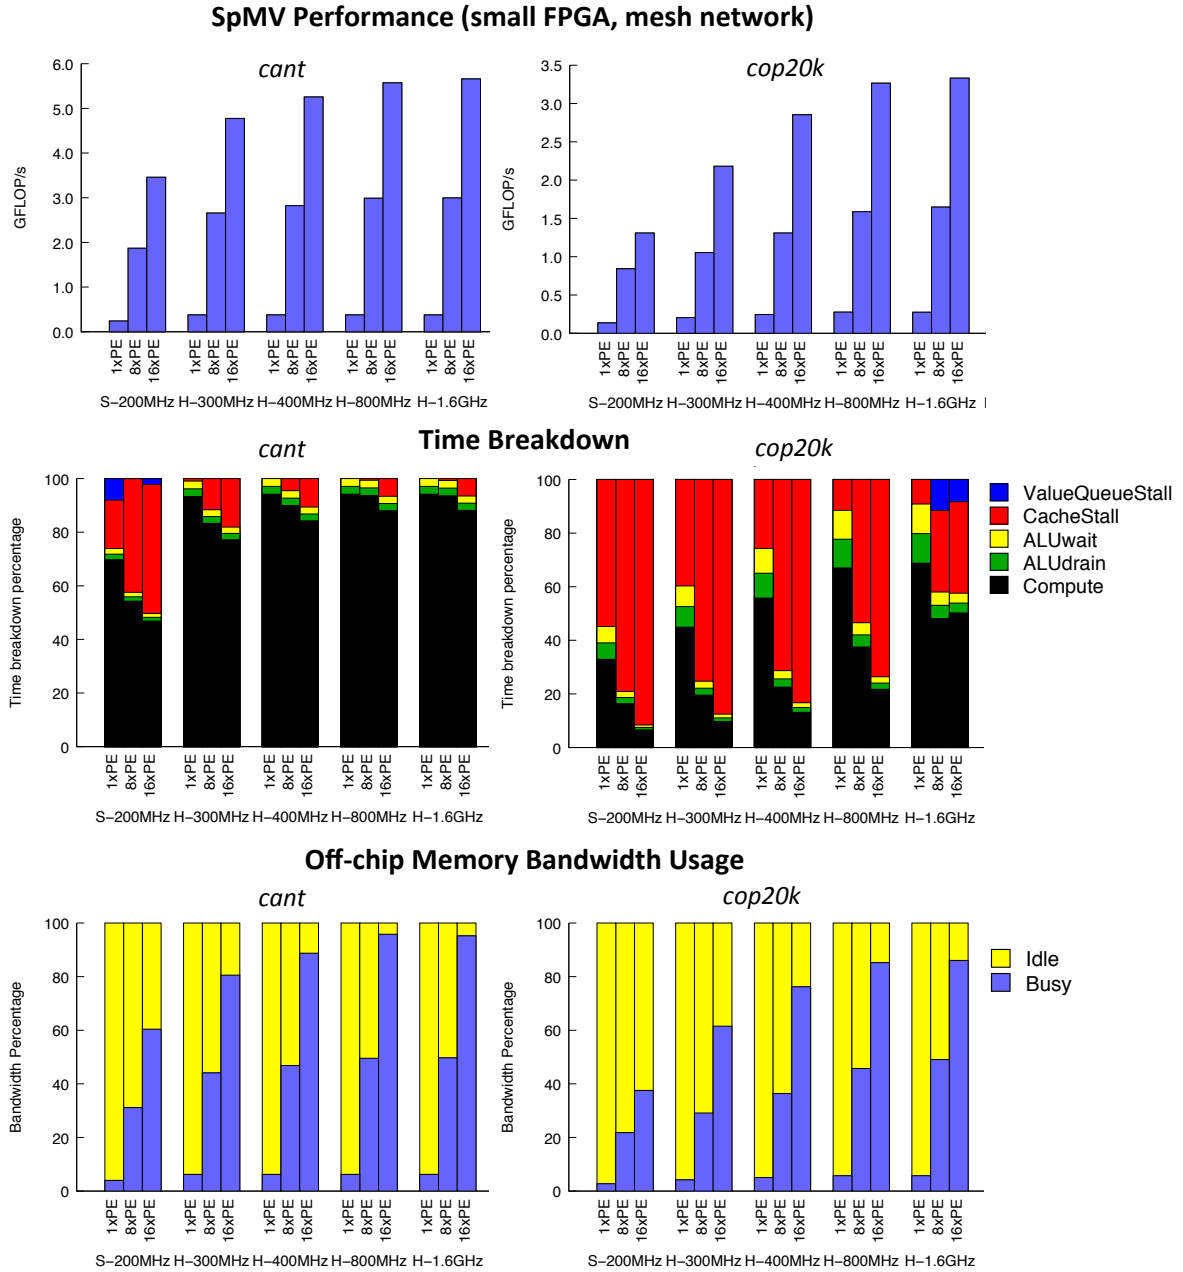 SpMV Performance (small FPGA, mesh network)
cant
cop20k
GFLOP/s
6.0
5.0
4.0
3.0
2.0
1.0
0.0
1xPE 8xPE 16xPE 1xPE 8xPE 16xPE 1xPE 8xPE 16xPE 1xPE 8xPE 16xPE 1xPE 8xPE 16xPE
S−200MHz H−300MHz H−400MHz H−800MHz H−1.6GHz
GFLOP/s
3.5
3.0
2.5
2.0
1.5
1.0
0.5
0.0
1xPE 8xPE 16xPE 1xPE 8xPE 16xPE 1xPE 8xPE 16xPE 1xPE 8xPE 16xPE 1xPE 8xPE 16xPE
S−200MHz H−300MHz H−400MHz H−800MHz H−1.6GHz
Time Breakdown
cant
cop20k
Time breakdown percentage
100
80
60
40
20
0
1xPE 8xPE 16xPE 1xPE 8xPE 16xPE 1xPE 8xPE 16xPE 1xPE 8xPE 16xPE 1xPE 8xPE 16xPE
S−200MHz H−300MHz H−400MHz H−800MHz H−1.6GHz
Time breakdown percentage
100
80
60
40
20
0
1xPE 8xPE 16xPE 1xPE 8xPE 16xPE 1xPE 8xPE 16xPE 1xPE 8xPE 16xPE 1xPE 8xPE 16xPE
S−200MHz H−300MHz H−400MHz H−800MHz H−1.6GHz
ValueQueueStall
CacheStall
ALUwait
ALUdrain
Compute
Off-chip Memory Bandwidth Usage
cant
cop20k
Bandwidth Percentage
100
80
60
40
20
0
1xPE 8xPE 16xPE 1xPE 8xPE 16xPE 1xPE 8xPE 16xPE 1xPE 8xPE 16xPE 1xPE 8xPE 16xPE
S−200MHz H−300MHz H−400MHz H−800MHz H−1.6GHz
Bandwidth Percentage
100
80
60
40
20
0
1xPE 8xPE 16xPE 1xPE 8xPE 16xPE 1xPE 8xPE 16xPE 1xPE 8xPE 16xPE 1xPE 8xPE 16xPE
S−200MHz H−300MHz H−400MHz H−800MHz H−1.6GHz
Idle
Busy